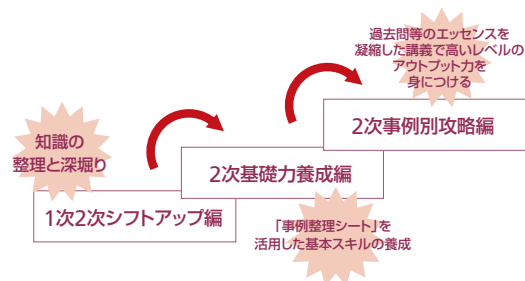 過去問等のエッセンスを
凝縮した講義で高いレベルの
アウトプット力を
身につける
2次事例別攻略編
知識の
整理と深堀り
2次基礎力養成編
1次2次シフトアップ編
「事例整理シート」を
活用した基本スキルの養成